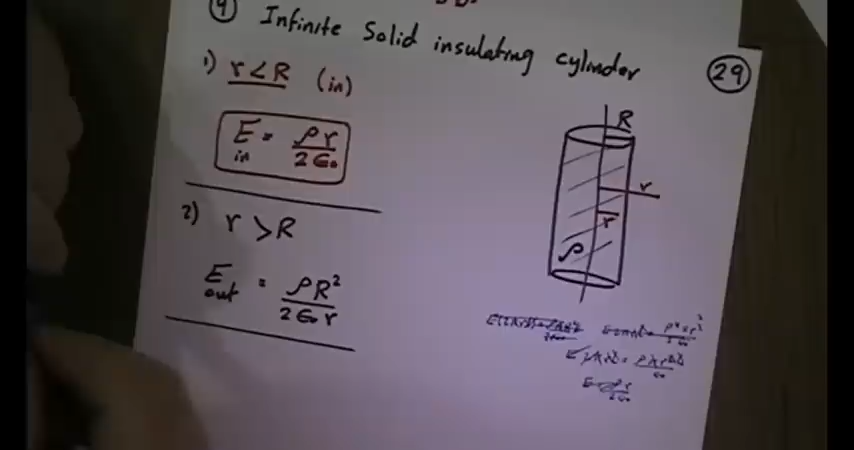 ④ Infinite Solid insulating cylinder
㉙
1) r < R (in)
E in = ρr / 2ϵ₀
2) r > R
E out = ρR² / 2ϵ₀r
R
r
r
ρ